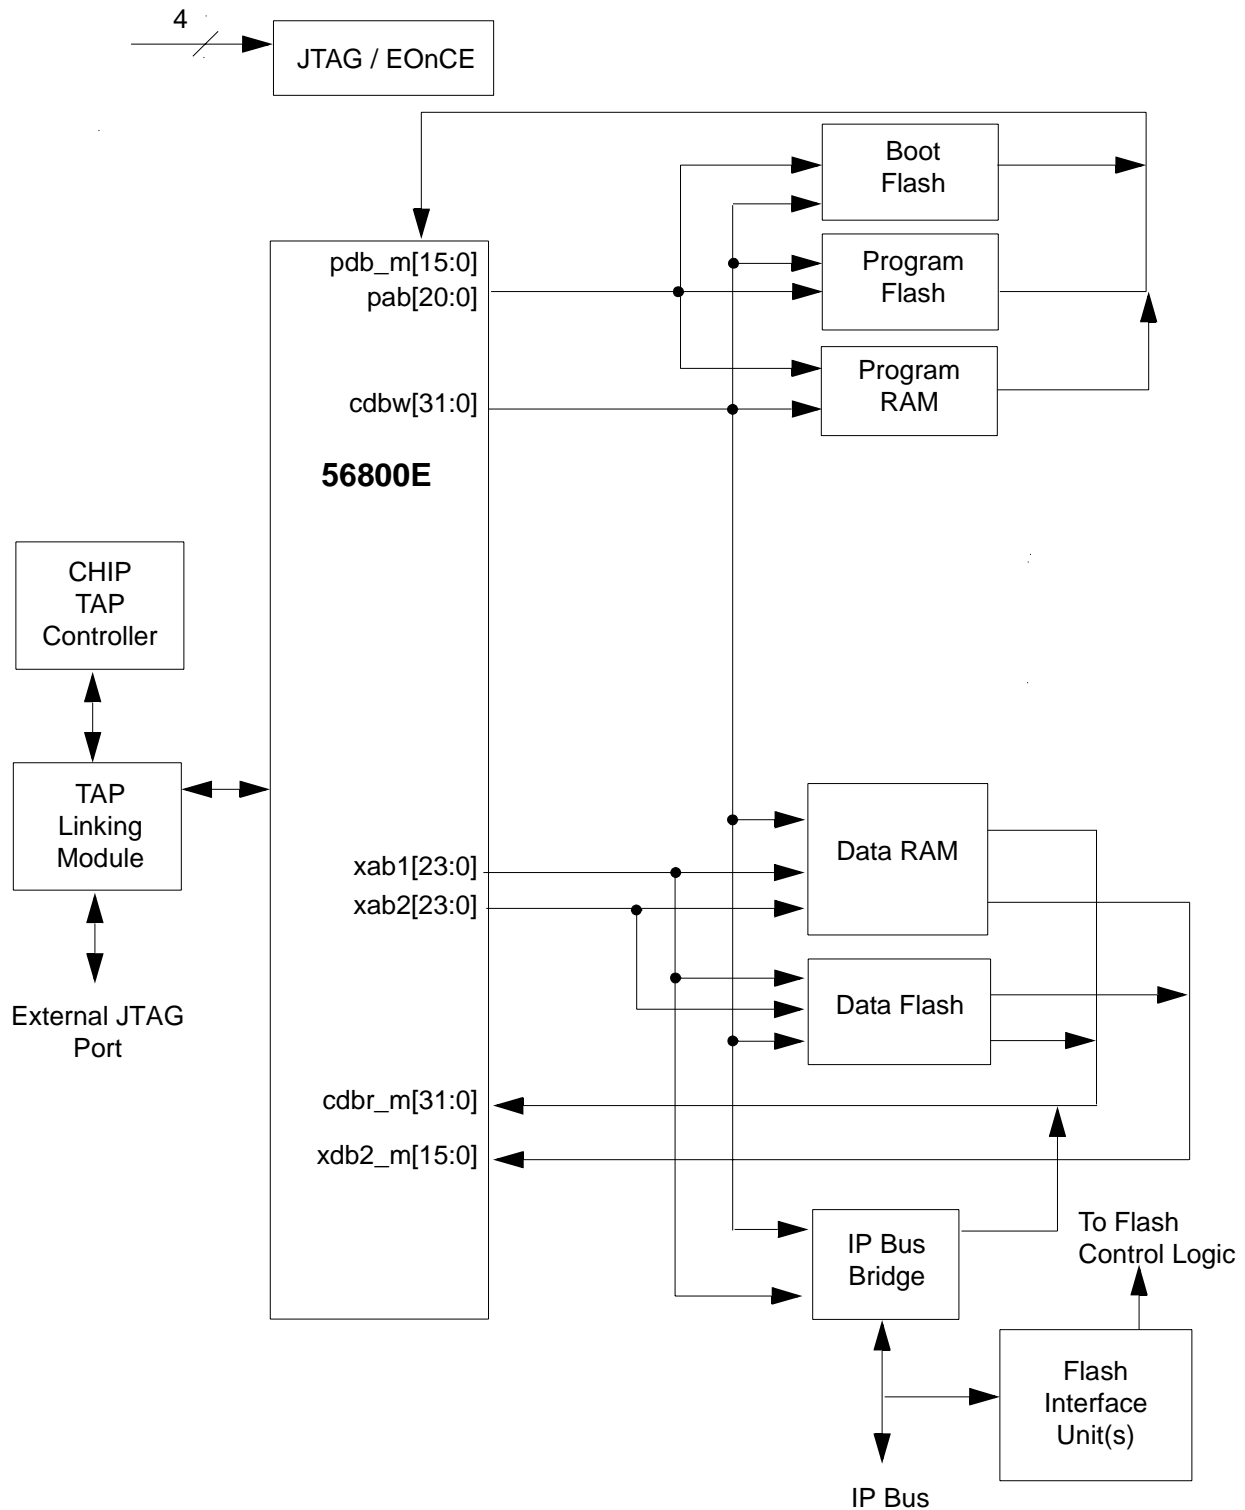 4
JTAG / EOnCE
Boot
Flash
pdb_m[15:0]
pab[20:0]
Program
Flash
cdbw[31:0]
Program
RAM
56800E
CHIP
TAP
Controller
TAP
Linking
Module
xab1[23:0]
xab2[23:0]
Data RAM
Data Flash
External JTAG
Port
cdbr_m[31:0]
xdb2_m[15:0]
IP Bus
Bridge
To Flash
Control Logic
Flash
Interface
Unit(s)
IP Bus